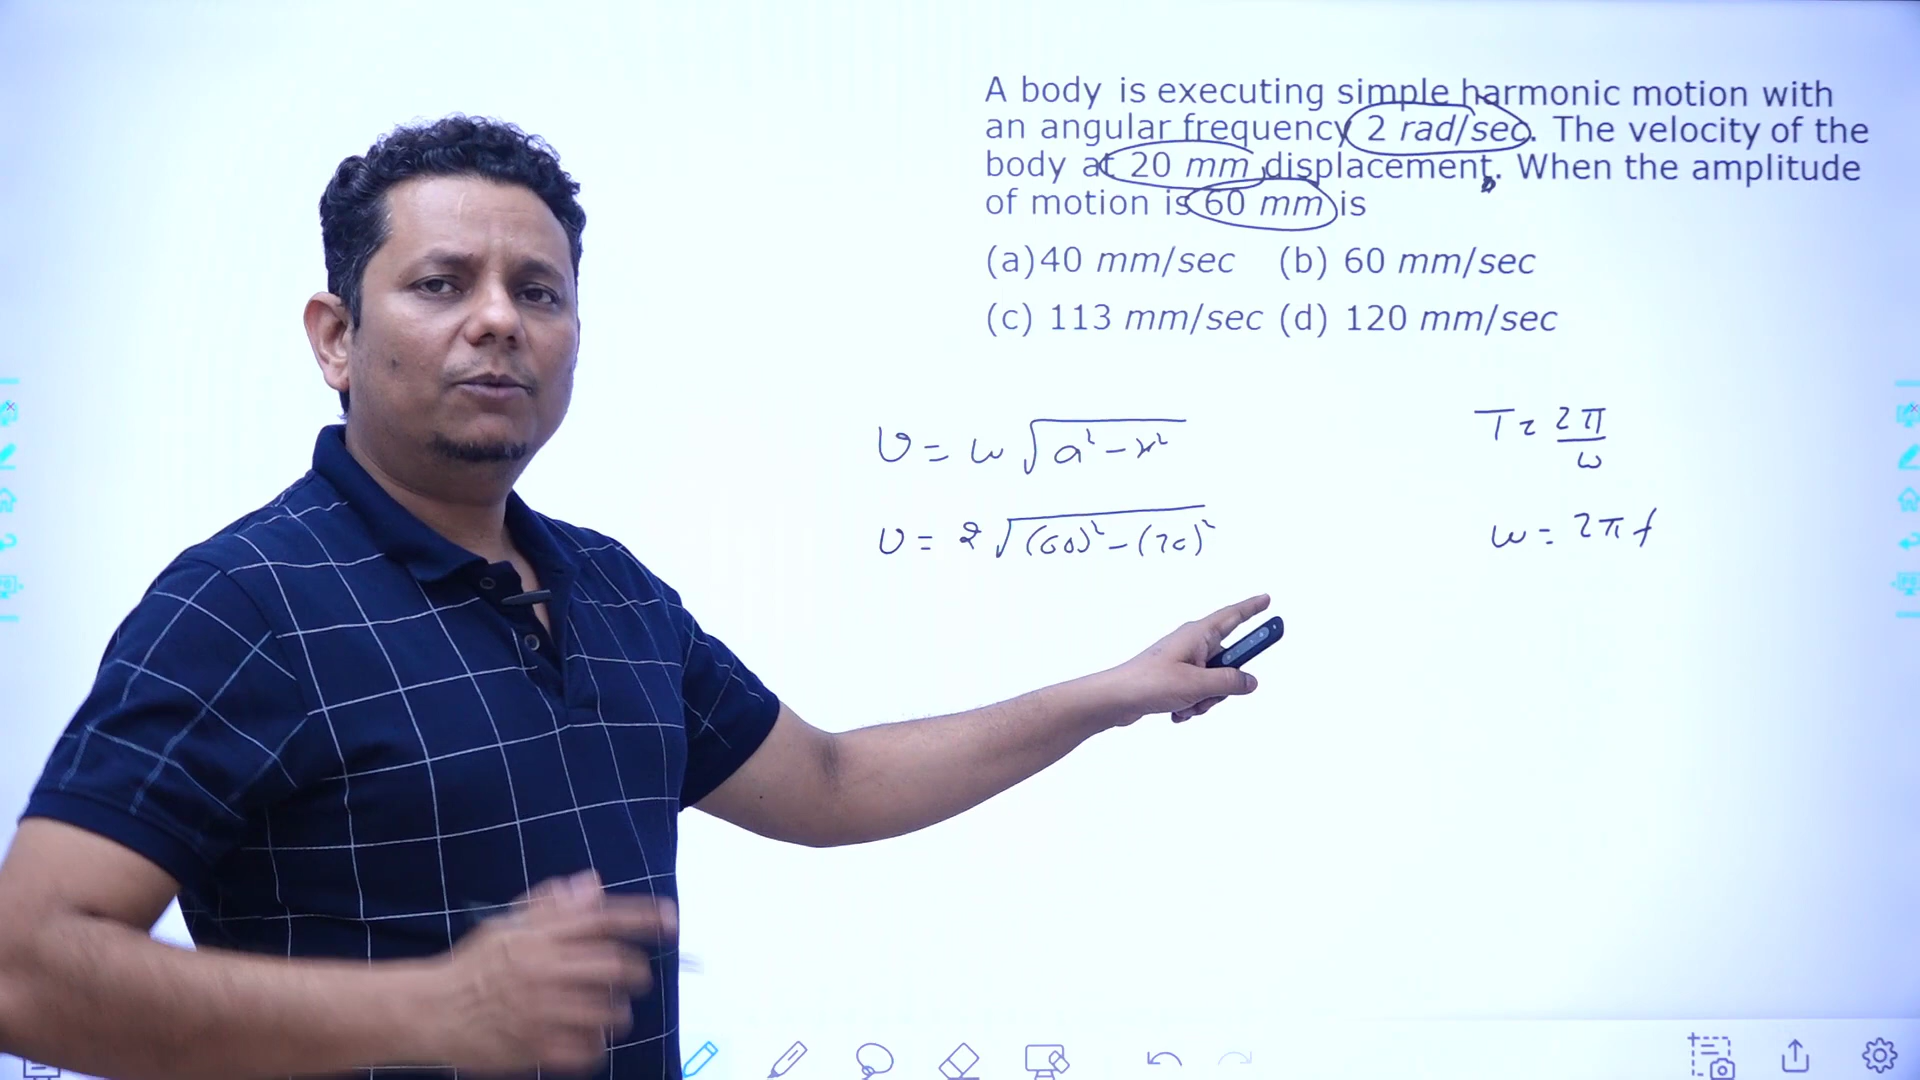 A body is executing simple harmonic motion with
an angular frequency 2 rad/sec. The velocity of the
body at 20 mm displacement. When the amplitude
of motion is 60 mm is
(a) 40 mm/sec (b) 60 mm/sec
(c) 113 mm/sec (d) 120 mm/sec
v = ω √(a² – x²)
T = 2π/ω
v = 2 √((60)² – (20)²)
ω = 2πf